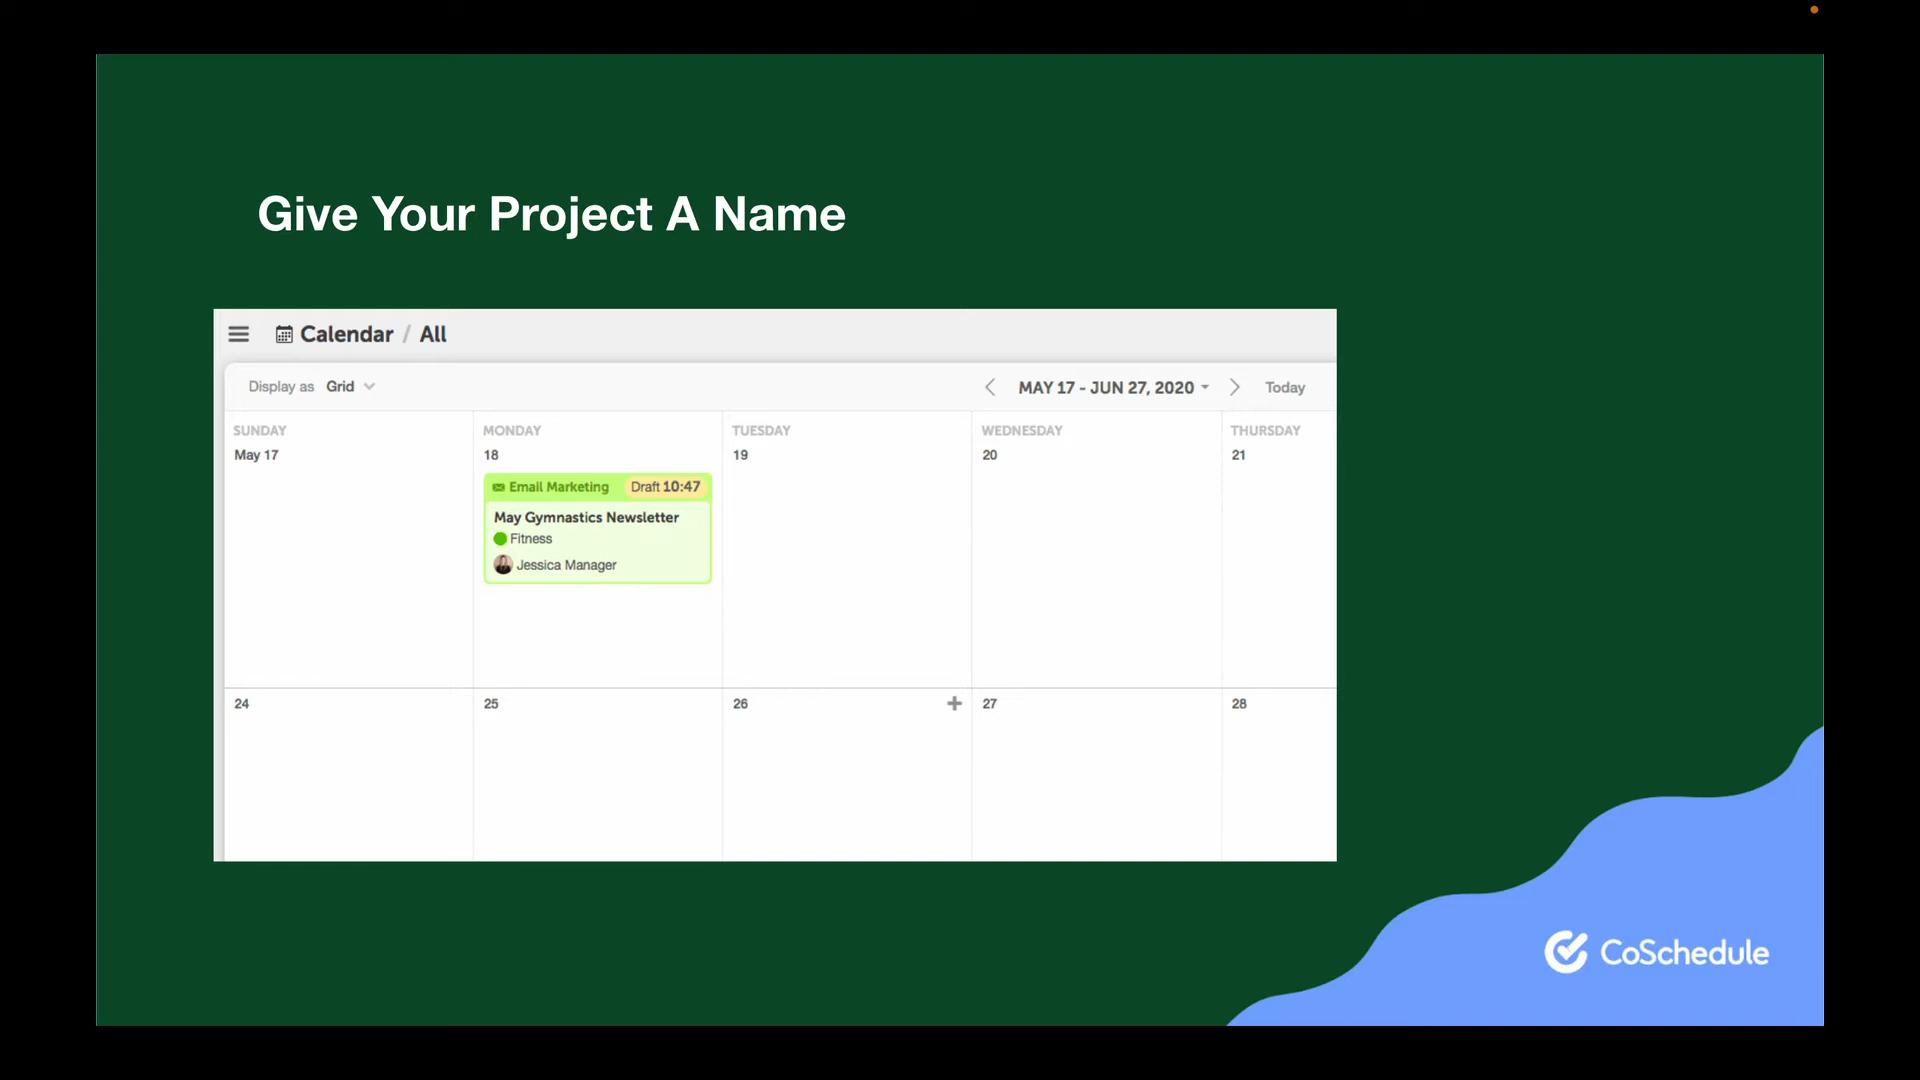 Give Your Project A Name
Calendar / All
Display as Grid
MAY 17 - JUN 27, 2020
Today
SUNDAY MONDAY TUESDAY WEDNESDAY THURSDAY
May 17 18 19 20 21
Email Marketing Draft 10:47
May Gymnastics Newsletter
Fitness
Jessica Manager
24 25 26 + 27 28
CoSchedule